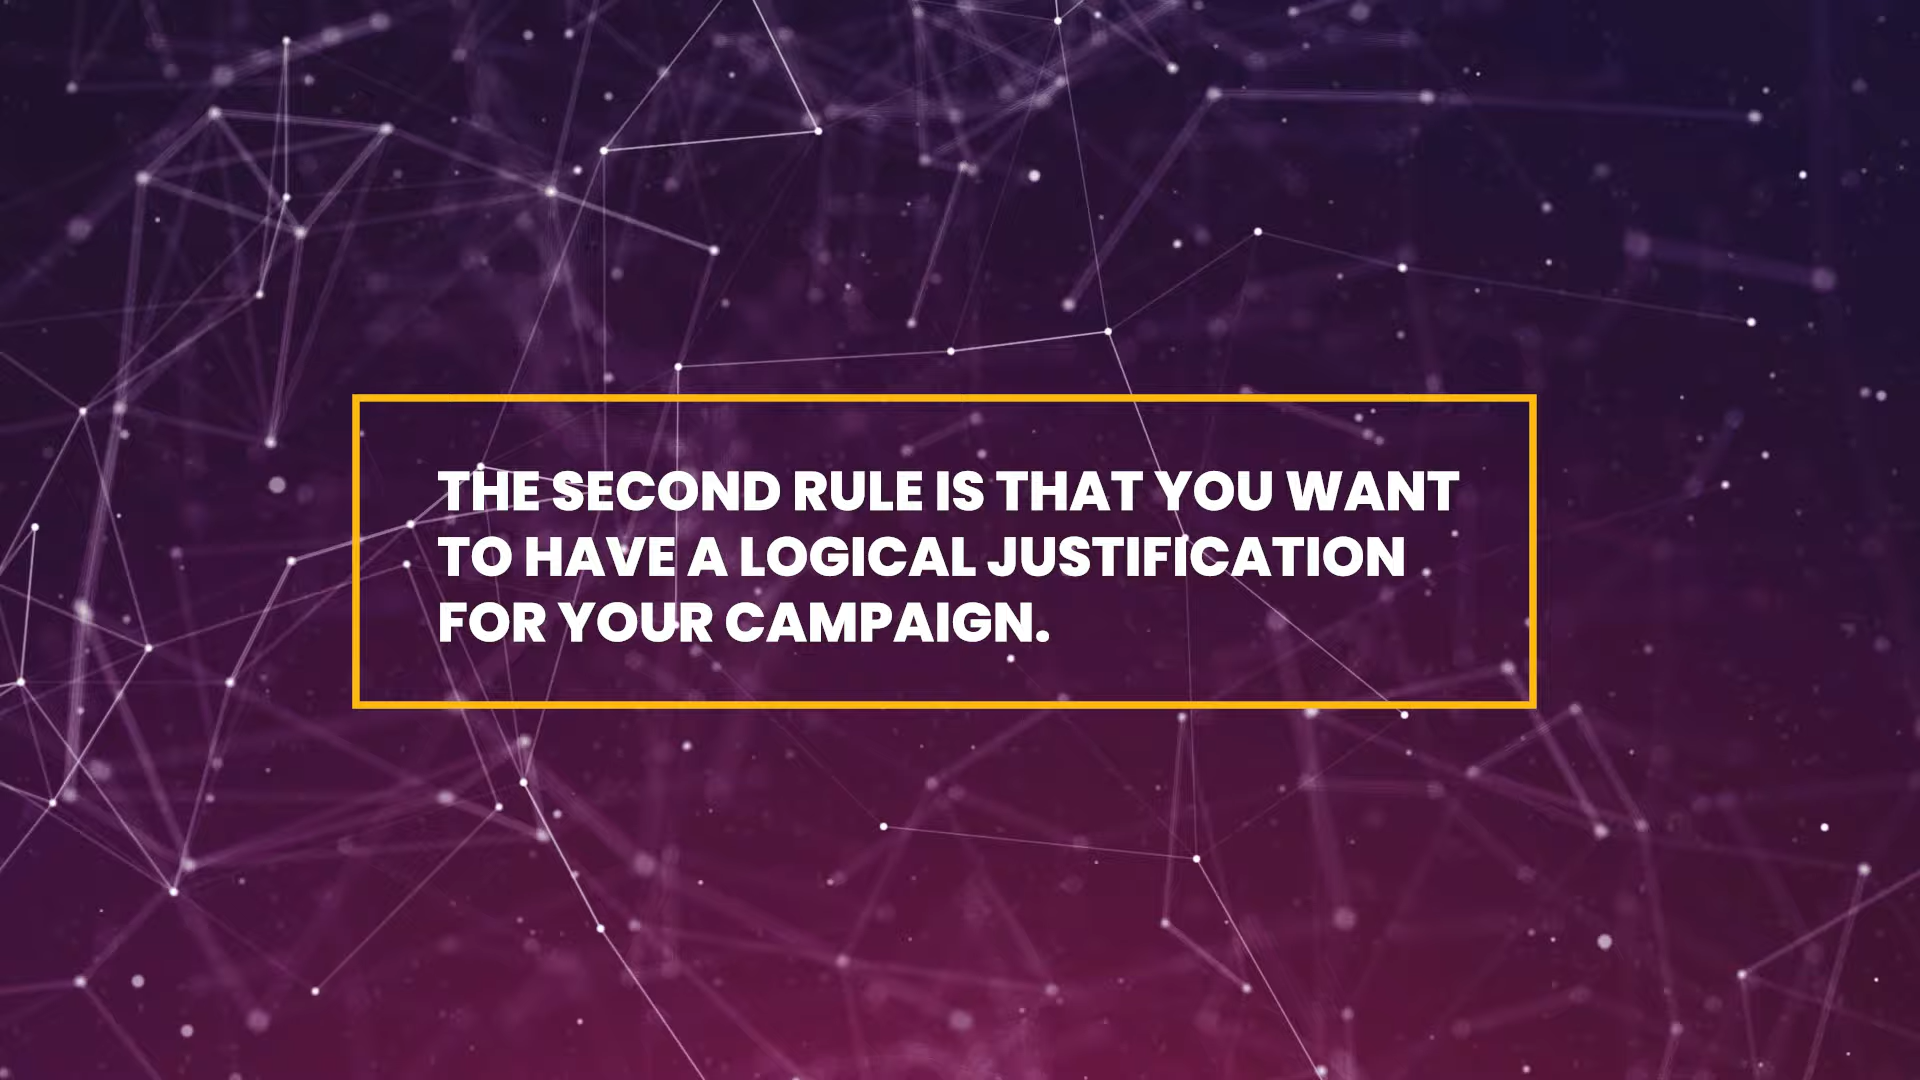 THE SECOND RULE IS THAT YOU WANT
TO HAVE A LOGICAL JUSTIFICATION
FOR YOUR CAMPAIGN.